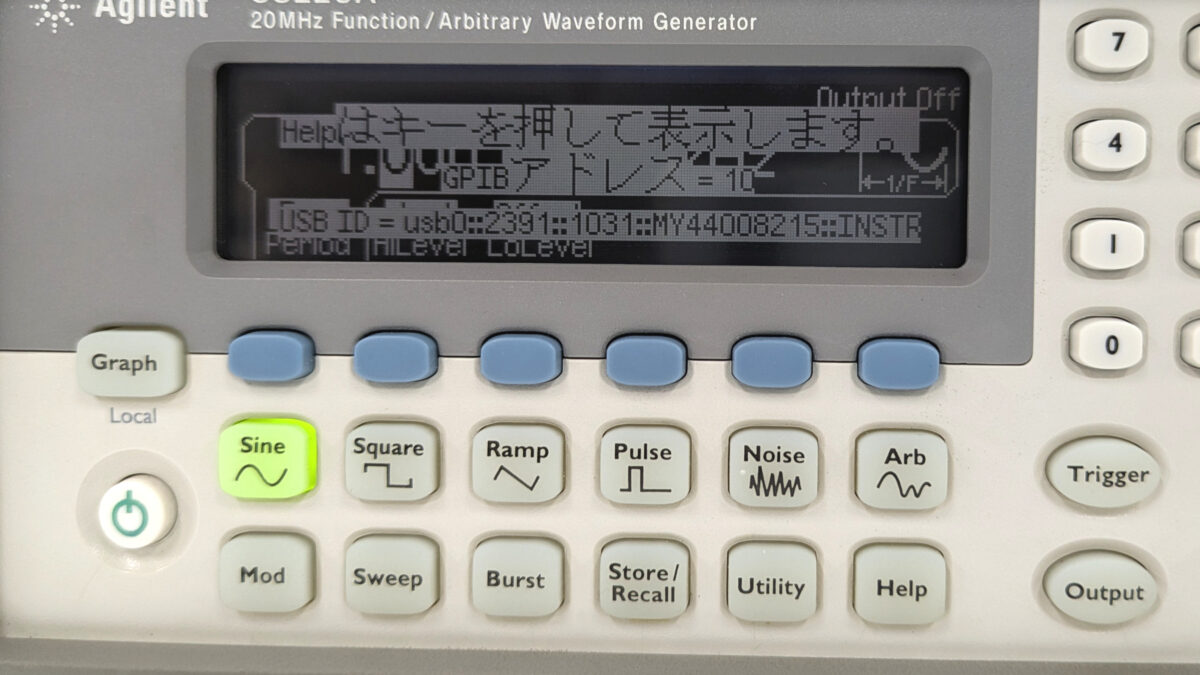 Agilent
20MHz Function / Arbitrary Waveform Generator
Output Off
Helpはキーを押して表示します。
GPIBアドレス = 10
1/F
USB ID = usb0::2391::1031::MY44008215::INSTR
Period HiLevel LoLevel
7
4
1
0
Graph
Local
Sine
Square
Ramp
Pulse
Noise
Arb
Trigger
Mod
Sweep
Burst
Store/
Recall
Utility
Help
Output